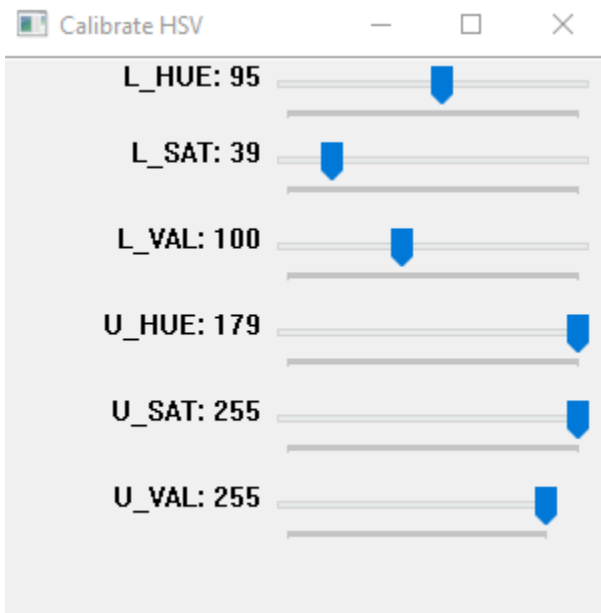 Calibrate HSV
L_HUE: 95
L_SAT: 39
L_VAL: 100
U_HUE: 179
U_SAT: 255
U_VAL: 255